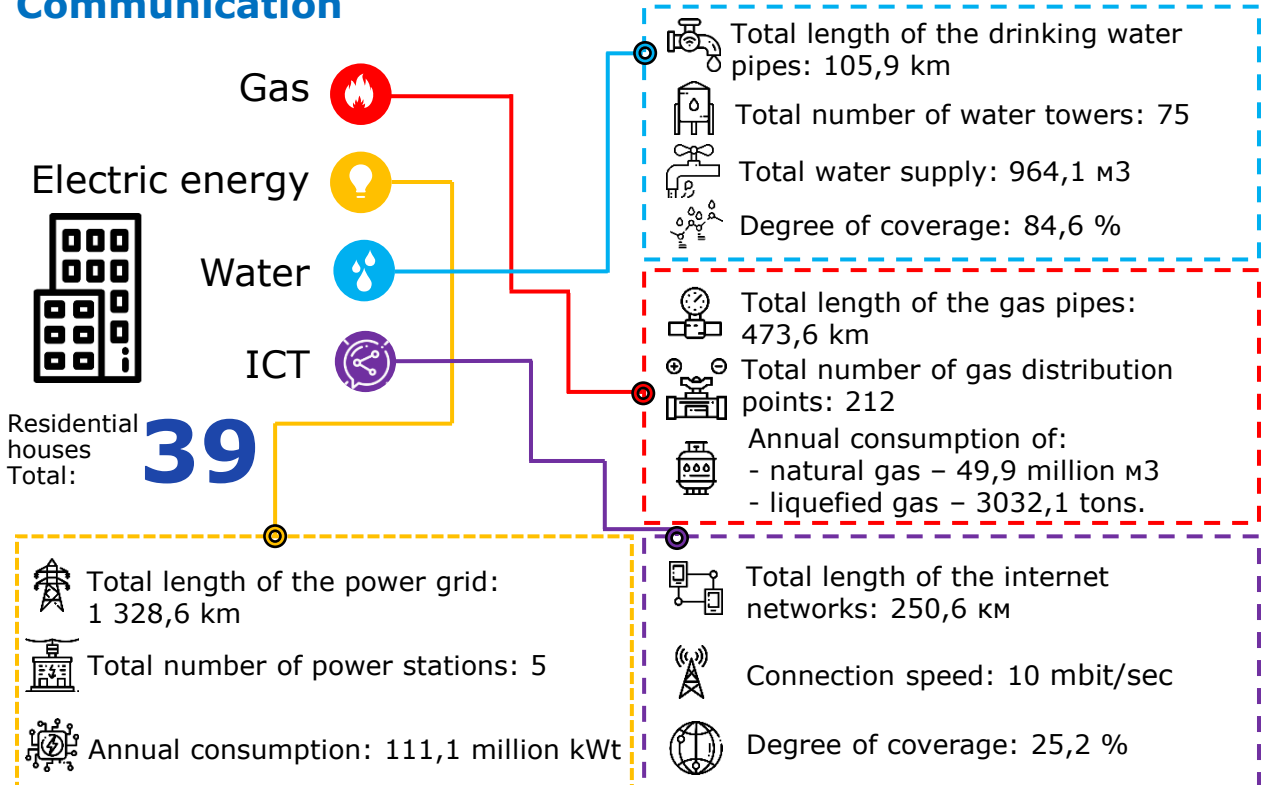 Communication
Gas
Electric energy
Water
ICT
Residential
houses
Total:
39
Total length of the drinking water
pipes: 105,9 km
Total number of water towers: 75
Total water supply: 964,1 м3
Degree of coverage: 84,6 %
Total length of the gas pipes:
473,6 km
Total number of gas distribution
points: 212
Annual consumption of:
- natural gas – 49,9 million м3
- liquefied gas – 3032,1 tons.
Total length of the power grid:
1 328,6 km
Total number of power stations: 5
Annual consumption: 111,1 million kWt
Total length of the internet
networks: 250,6 км
Connection speed: 10 mbit/sec
Degree of coverage: 25,2 %